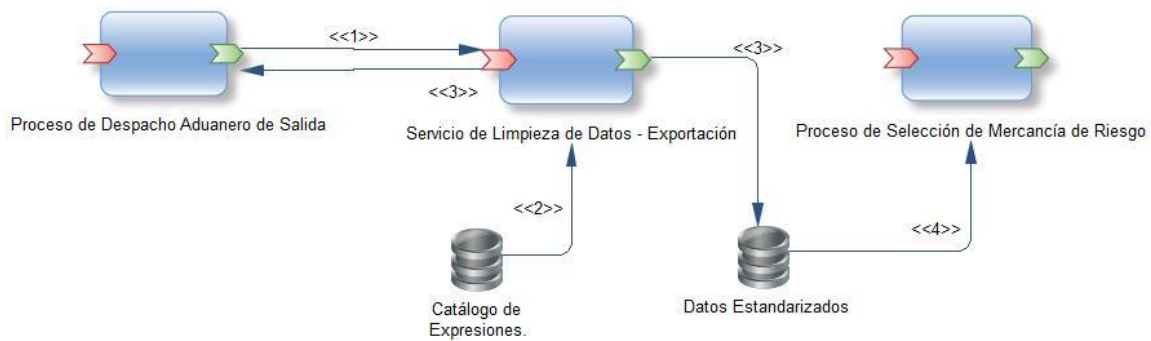 <<1>>
<<3>>
<<3>>
Proceso de Despacho Aduanero de Salida
Servicio de Limpieza de Datos - Exportación
Proceso de Selección de Mercancía de Riesgo
<<2>>
<<4>>
Catálogo de
Expresiones.
Datos Estandarizados